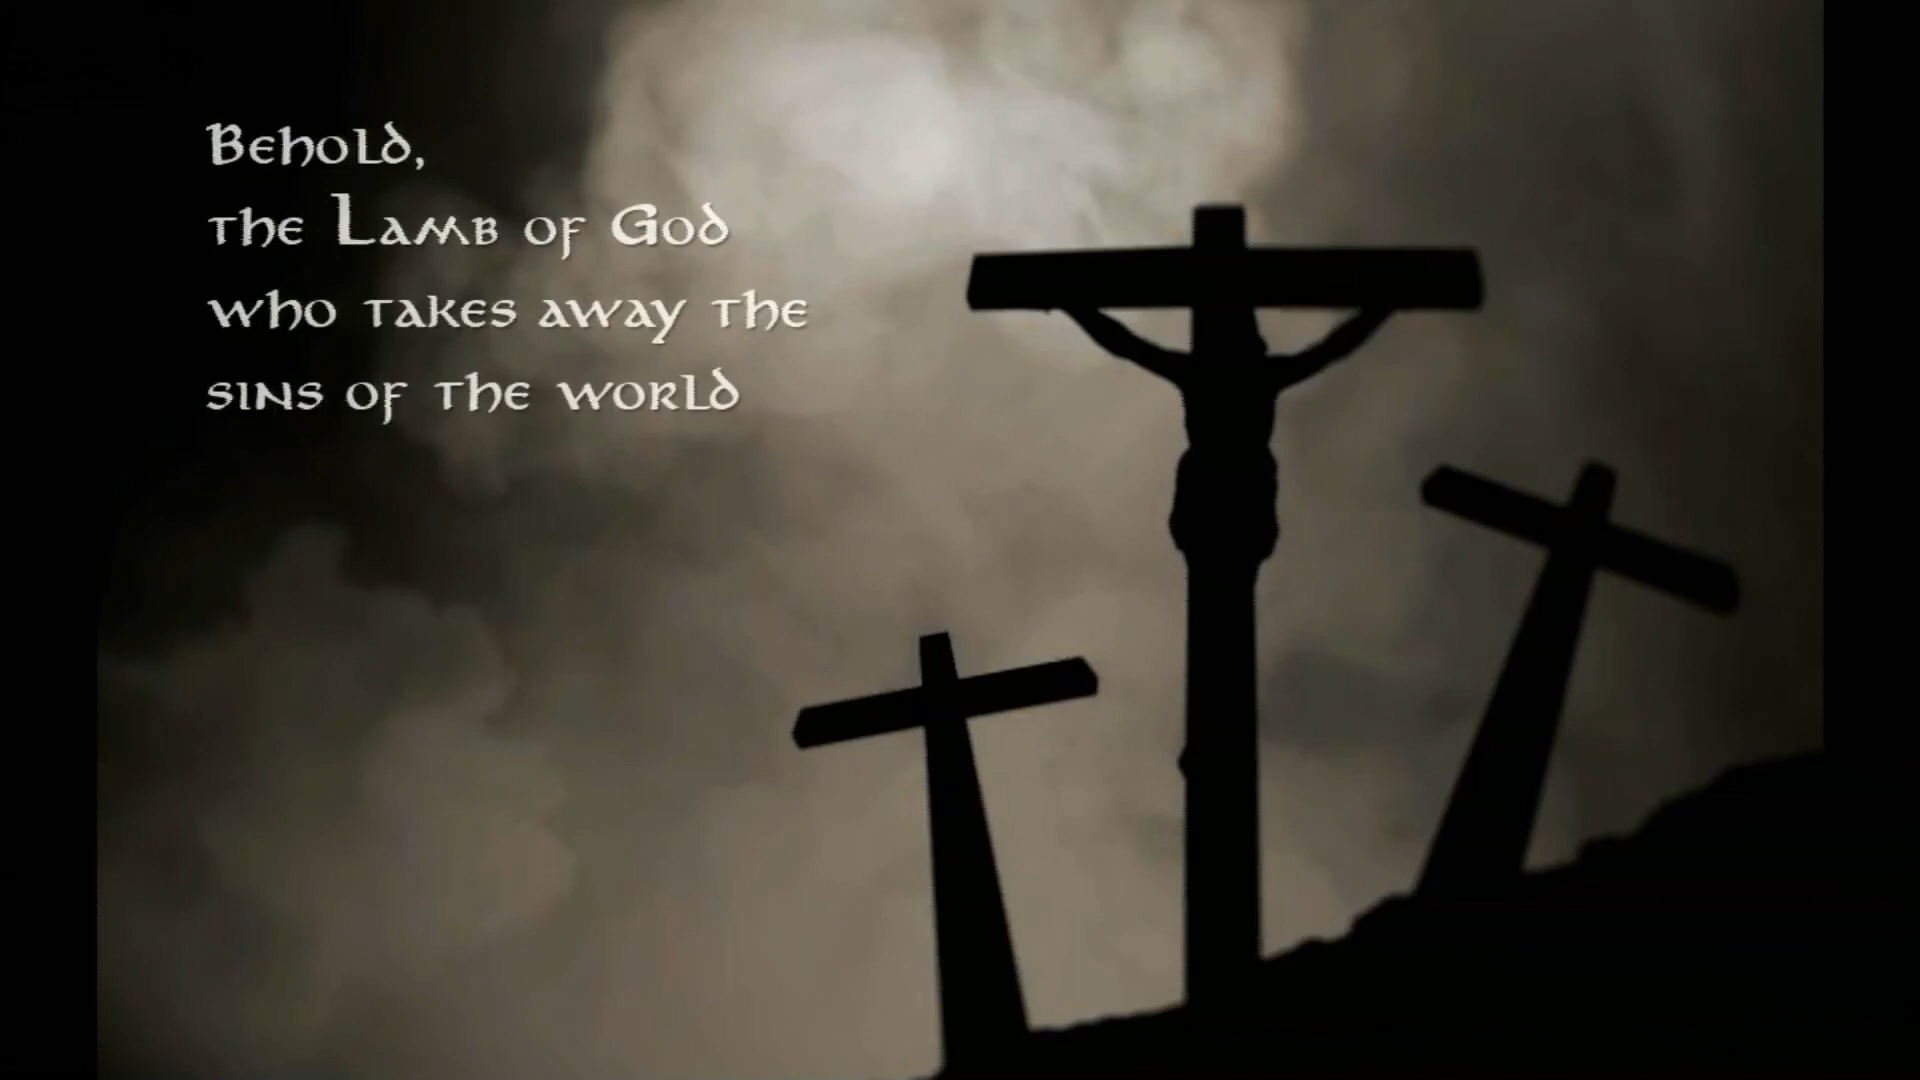 Behold,
the Lamb of God
who takes away the
sins of the world